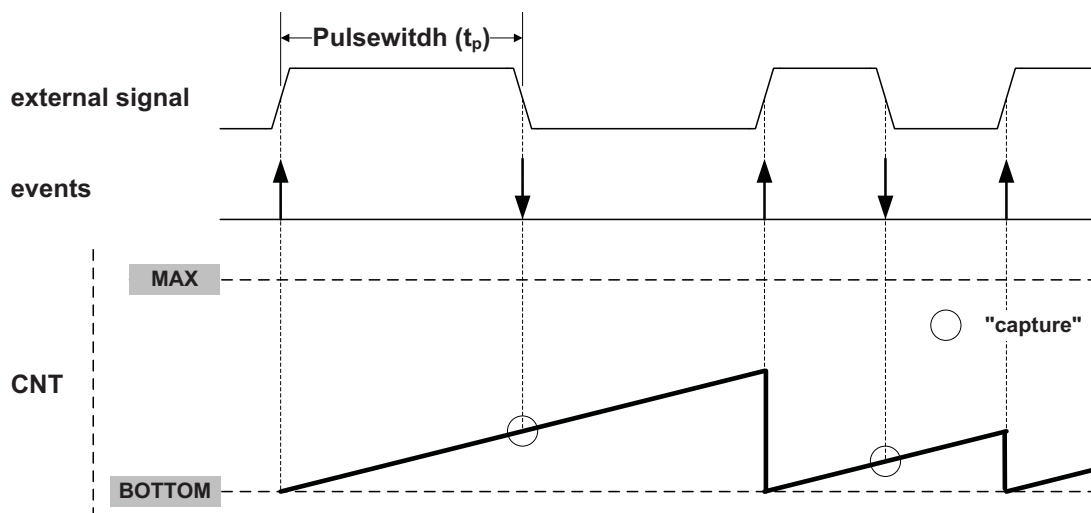 Pulsewitdh (tp)
external signal
events
MAX
"capture"
CNT
BOTTOM